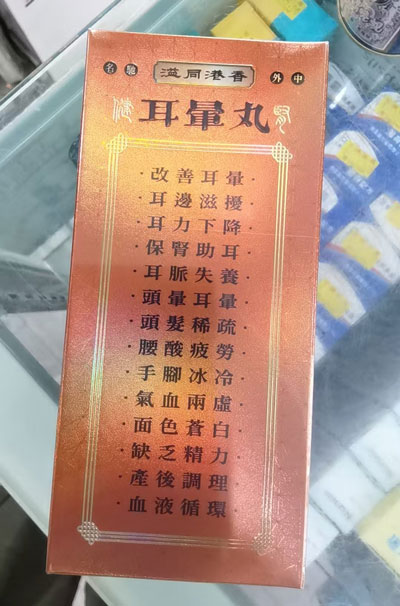 名馳 滋同港香 外中
健 耳暈丸 腎
·改善耳暈·
·耳邊滋擾·
·耳力下降·
·保腎助耳·
·耳脈失養·
·頭暈耳暈·
·頭髮稀疏·
·腰酸疲勞·
·手腳冰冷·
·氣血兩虛·
·面色蒼白·
·缺乏精力·
·產後調理·
·血液循環·